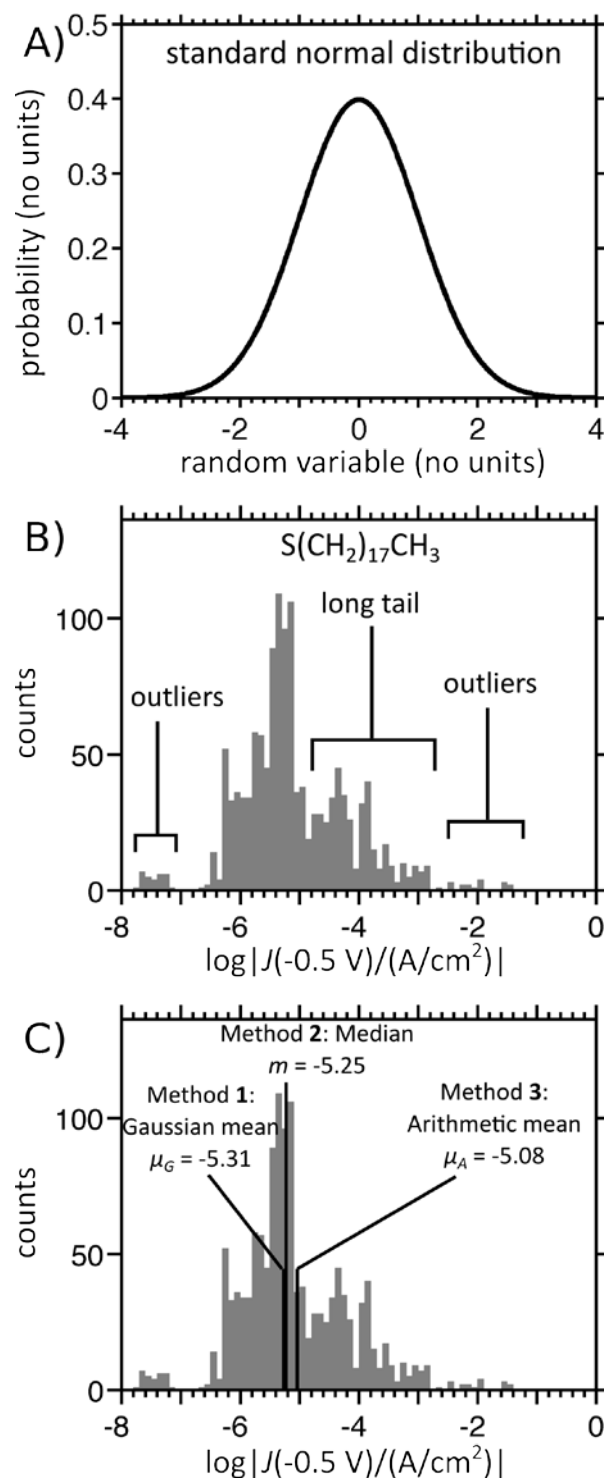 A)
standard normal distribution
probability (no units)
0.5
0.4
0.3
0.2
0.1
0
-4
-2
0
2
4
random variable (no units)
B)
S(CH₂)₁₇CH₃
long tail
outliers
outliers
counts
100
50
0
-8
-6
-4
-2
0
log|J(-0.5 V)/(A/cm²)|
C)
Method 2: Median
m = -5.25
Method 1:
Gaussian mean
μG = -5.31
Method 3:
Arithmetic mean
μA = -5.08
counts
100
50
0
-8
-6
-4
-2
0
log|J(-0.5 V)/(A/cm²)|